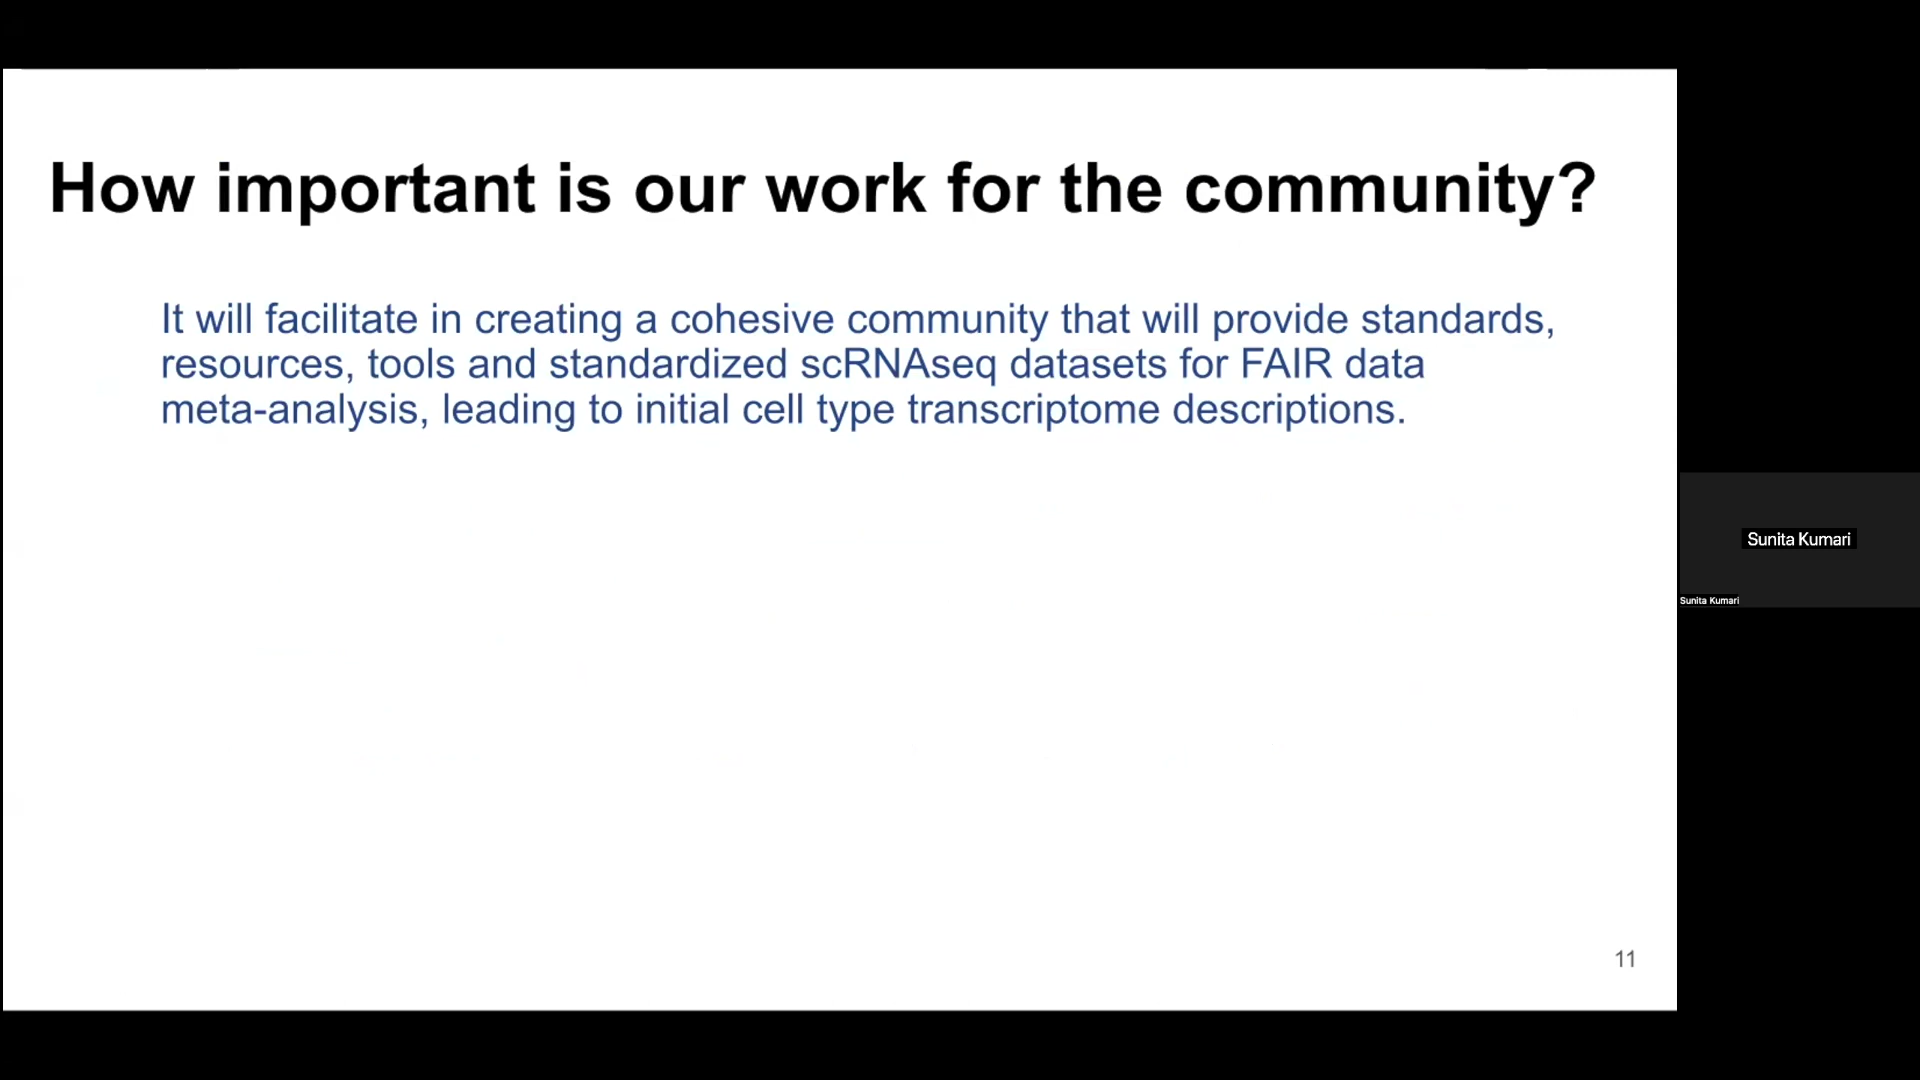 How important is our work for the community?
It will facilitate in creating a cohesive community that will provide standards,
resources, tools and standardized scRNAseq datasets for FAIR data
meta-analysis, leading to initial cell type transcriptome descriptions.
Sunita Kumari
Sunita Kumari
11